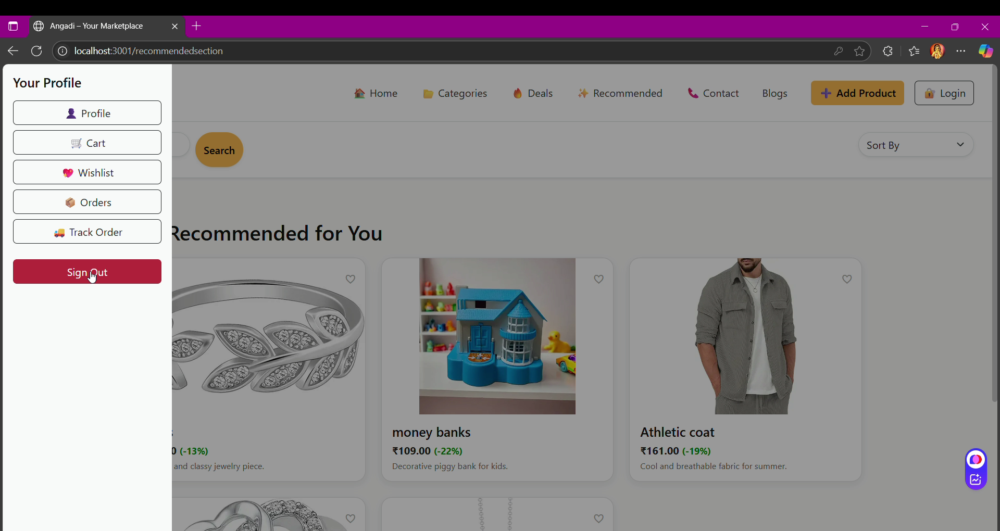 Angadi – Your Marketplace
localhost:3001/recommendedsection
Your Profile
Profile
Cart
Wishlist
Orders
Track Order
Sign Out
Home
Categories
Deals
Recommended
Contact
Blogs
Add Product
Login
Search
Sort By
Recommended for You
0 (-13%)
and classy jewelry piece.
money banks
₹109.00 (-22%)
Decorative piggy bank for kids.
Athletic coat
₹161.00 (-19%)
Cool and breathable fabric for summer.